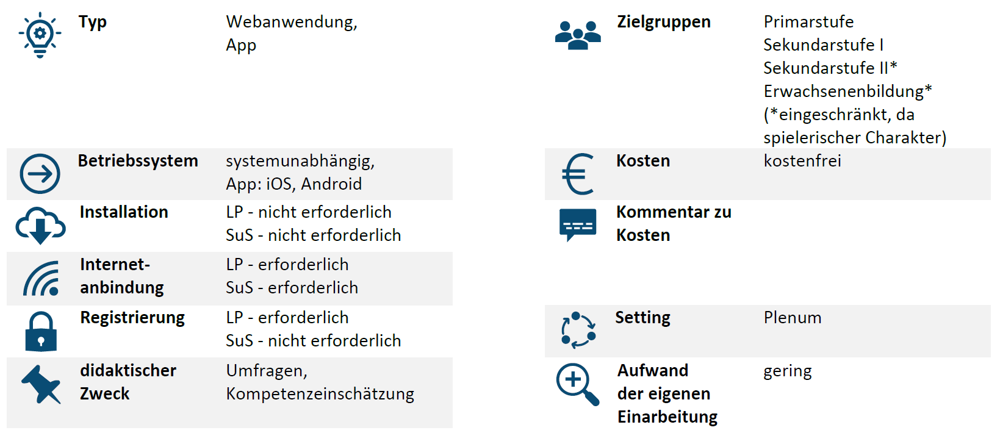 Typ
Webanwendung,
App
Betriebssystem
systemunabhängig,
App: iOS, Android
Installation
LP - nicht erforderlich
SuS - nicht erforderlich
Internet-
anbindung
LP - erforderlich
SuS - erforderlich
Registrierung
LP - erforderlich
SuS - nicht erforderlich
didaktischer
Zweck
Umfragen,
Kompetenzeinschätzung
Zielgruppen
Primarstufe
Sekundarstufe I
Sekundarstufe II*
Erwachsenenbildung*
(*eingeschränkt, da
spielerischer Charakter)
Kosten
kostenfrei
Kommentar zu
Kosten
Setting
Plenum
Aufwand
der eigenen
Einarbeitung
gering